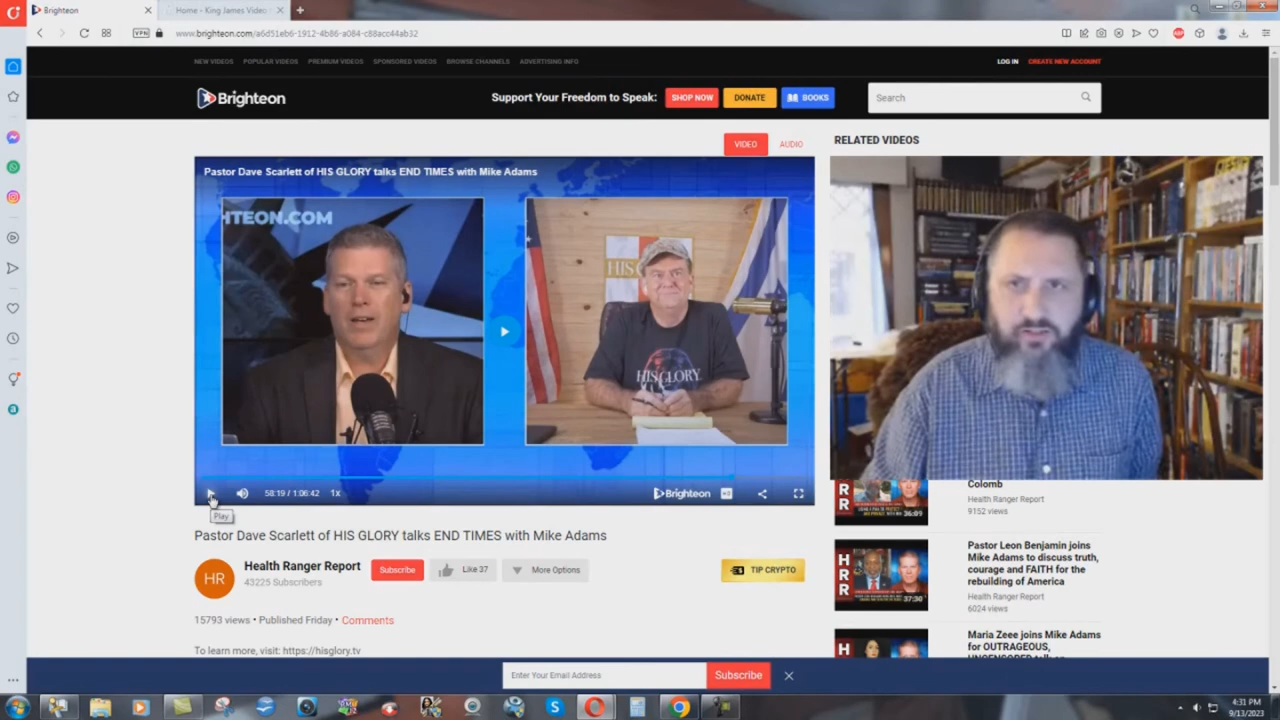 Brighteon
Home - King James Video
VPN
www.brighteon.com/a6d51eb6-1912-4b86-a084-c88acc44ab32
NEW VIDEOS POPULAR VIDEOS PREMIUM VIDEOS SPONSORED VIDEOS BROWSE CHANNELS ADVERTISING INFO
LOG IN CREATE NEW ACCOUNT
Brighteon
Support Your Freedom to Speak:
SHOP NOW
DONATE
BOOKS
Search
VIDEO AUDIO
RELATED VIDEOS
Pastor Dave Scarlett of HIS GLORY talks END TIMES with Mike Adams
HTEON.COM
HIS
HIS GLORY
58:19 / 1:06:42 1x
Brighteon
HD
Play
Pastor Dave Scarlett of HIS GLORY talks END TIMES with Mike Adams
HR
Health Ranger Report
43225 Subscribers
Subscribe
Like 37
More Options
TIP CRYPTO
15793 views • Published Friday • Comments
To learn more, visit: https://hisglory.tv
Colomb
Health Ranger Report
9152 views
36:09
Pastor Leon Benjamin joins
Mike Adams to discuss truth,
courage and FAITH for the
rebuilding of America
Health Ranger Report
6024 views
HRR
37:30
Maria Zeee joins Mike Adams
for OUTRAGEOUS,
Enter Your Email Address
Subscribe
4:31 PM
9/13/2023